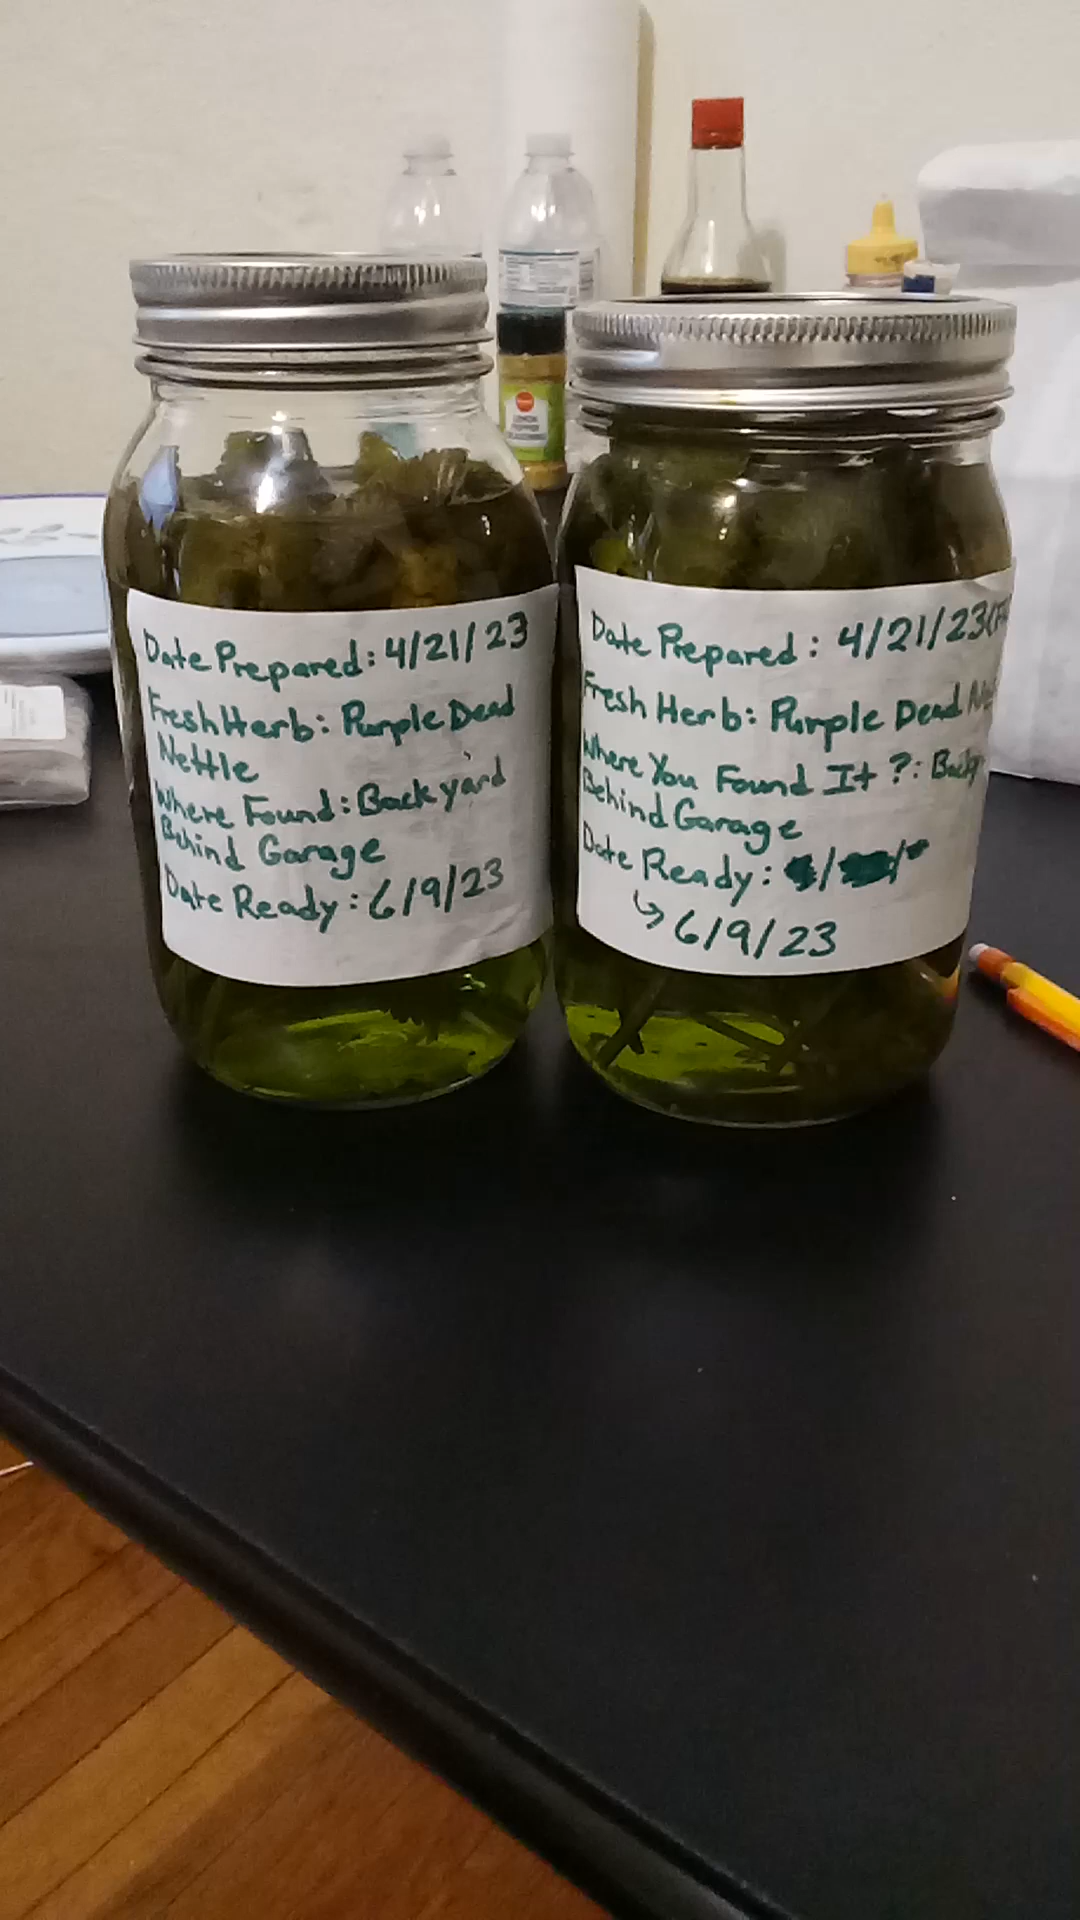 Date Prepared: 4/21/23
Fresh Herb: Purple Dead
Nettle
Where Found: Backyard
Behind Garage
Date Ready: 6/9/23
Date Prepared: 4/21/23
Fresh Herb: Purple Dead
Where You Found It?:
Behind Garage
Date Ready:
↳ 6/9/23
LEMON
PEPPER